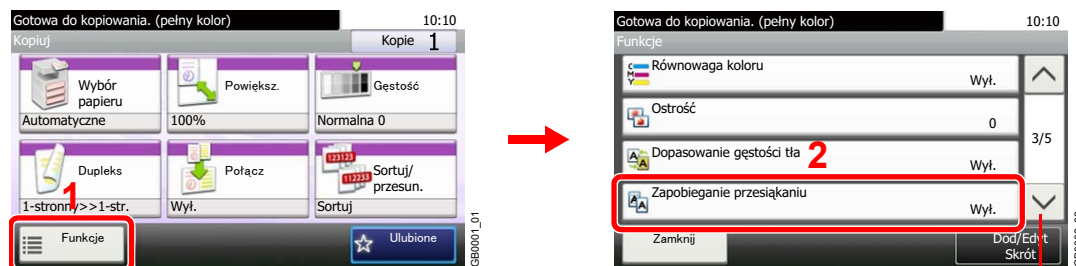 Gotowa do kopiowania. (pełny kolor) 10:10
Kopiuj Kopie 1
Wybór papieru
Automatyczne
Powiększ.
100%
Gęstość
Normalna 0
Dupleks
1-stronny>>1-str.
Połącz
Wył.
123123
112233
Sortuj/
przesun.
Sortuj
1
Funkcje
Ulubione
GB0001_01
Gotowa do kopiowania. (pełny kolor) 10:10
Funkcje
C
M
Y
Równowaga koloru
Wył.
Ostrość
0
3/5
Dopasowanie gęstości tła
2
Wył.
Zapobieganie przesiąkaniu
Wył.
Zamknij
Dod/Edyt
Skrót